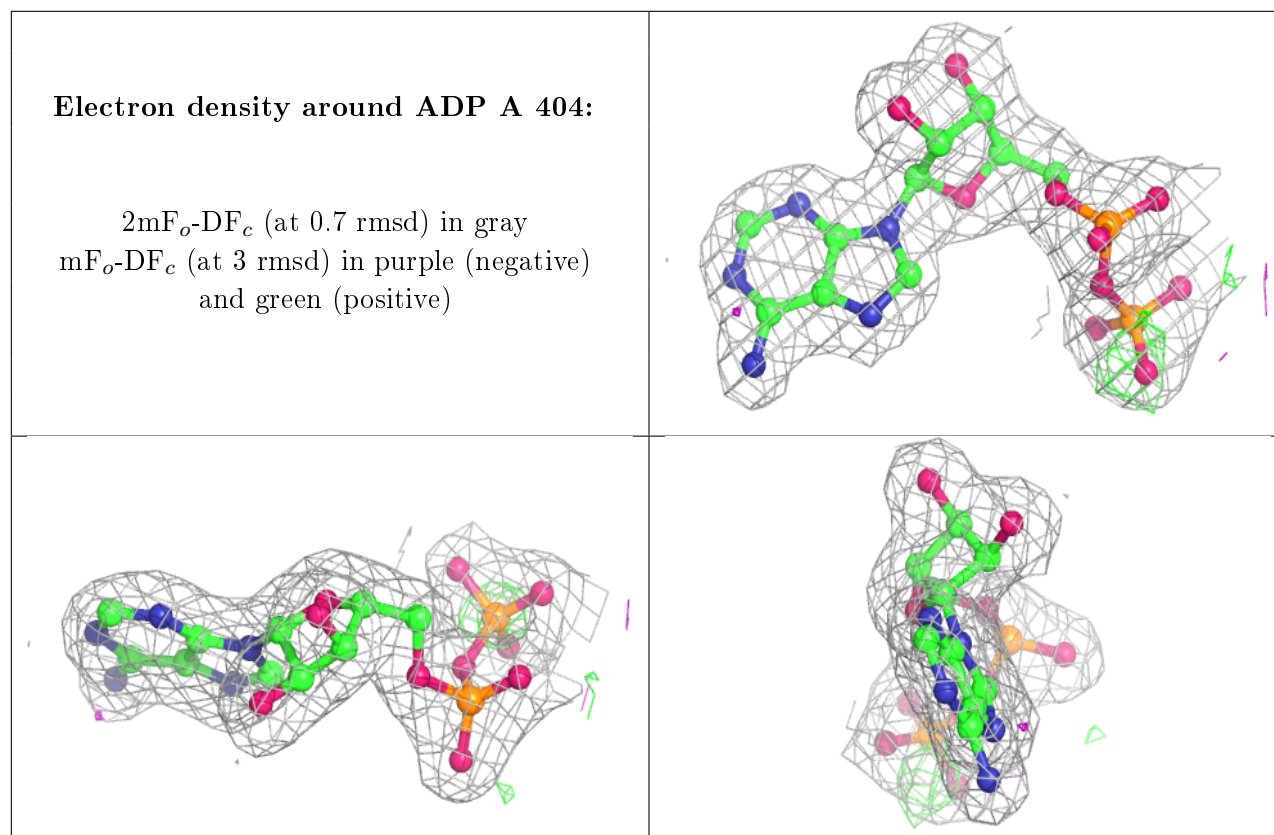 Electron density around ADP A 404:
2mFₒ-DF𝒸 (at 0.7 rmsd) in gray
mFₒ-DF𝒸 (at 3 rmsd) in purple (negative)
and green (positive)